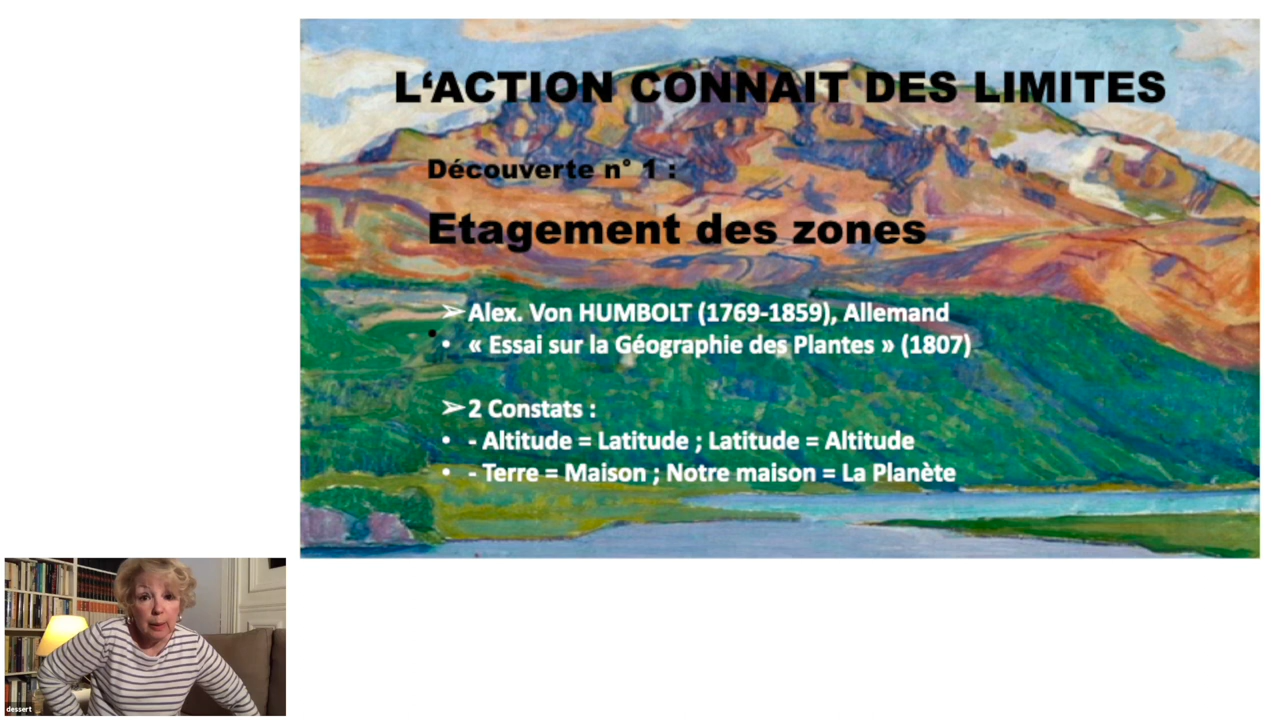 L‘ACTION CONNAIT DES LIMITES
Découverte n° 1 :
Etagement des zones
➢ Alex. Von HUMBOLT (1769-1859), Allemand
• « Essai sur la Géographie des Plantes » (1807)
➢ 2 Constats :
• - Altitude = Latitude ; Latitude = Altitude
• - Terre = Maison ; Notre maison = La Planète
dessert